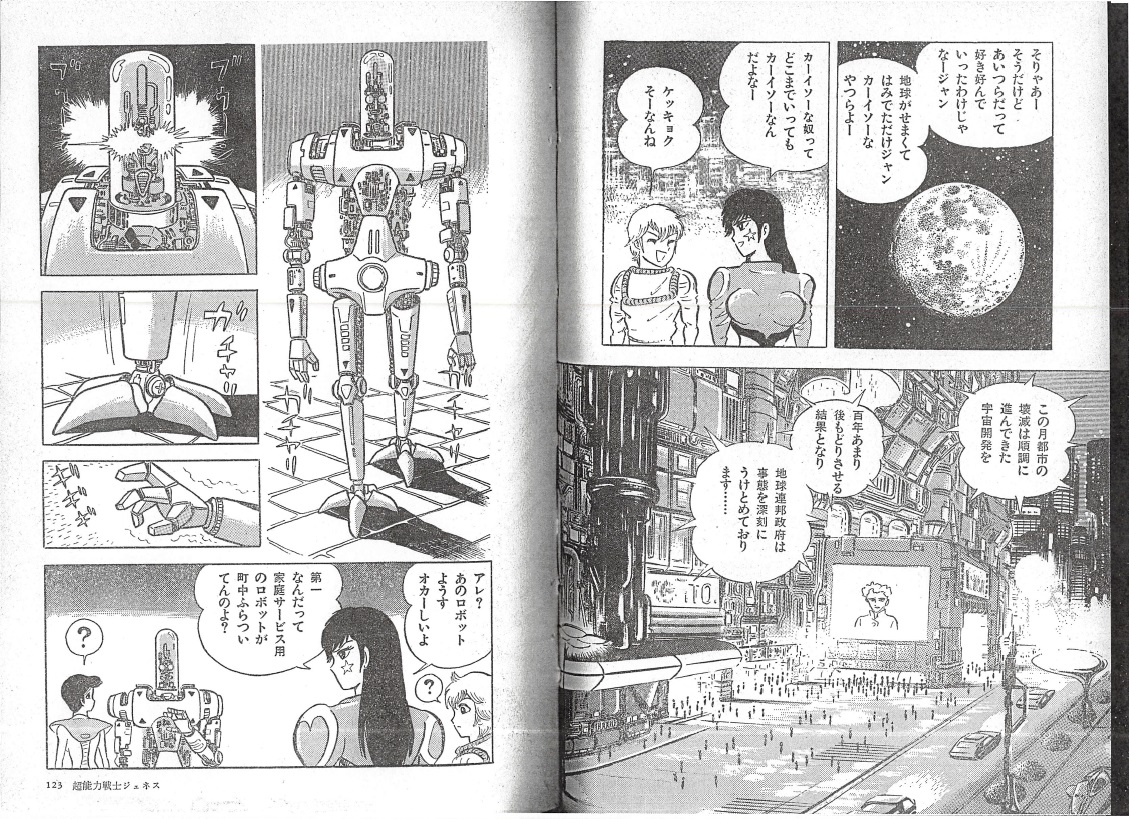 そりゃあー
そうだけど
あいつらだって
好き好んで
いったわけじゃ
なージャン
地球がせまくて
はみでただけジャン
カーイソーな
やつらよー
カーイソーな奴って
どこまでいっても
カーイソーなん
だよなー
ケッキョク
そーなんね
この月都市の
壊滅は順調に
進んできた
宇宙開発を
百年あまり
後もどりさせる
結果となり
地球連邦政府は
事態を深刻に
うけとめており
ます……
TO.
ブ゛ゥ゛ゥ゛
ガチャ゛
アレ?
あのロボット
ようす
オカーしいよ
第一
なんだって
家庭サービス用
のロボットが
町中ふらつい
てんのよ?
?
?
123 超能力戦士ジェネス